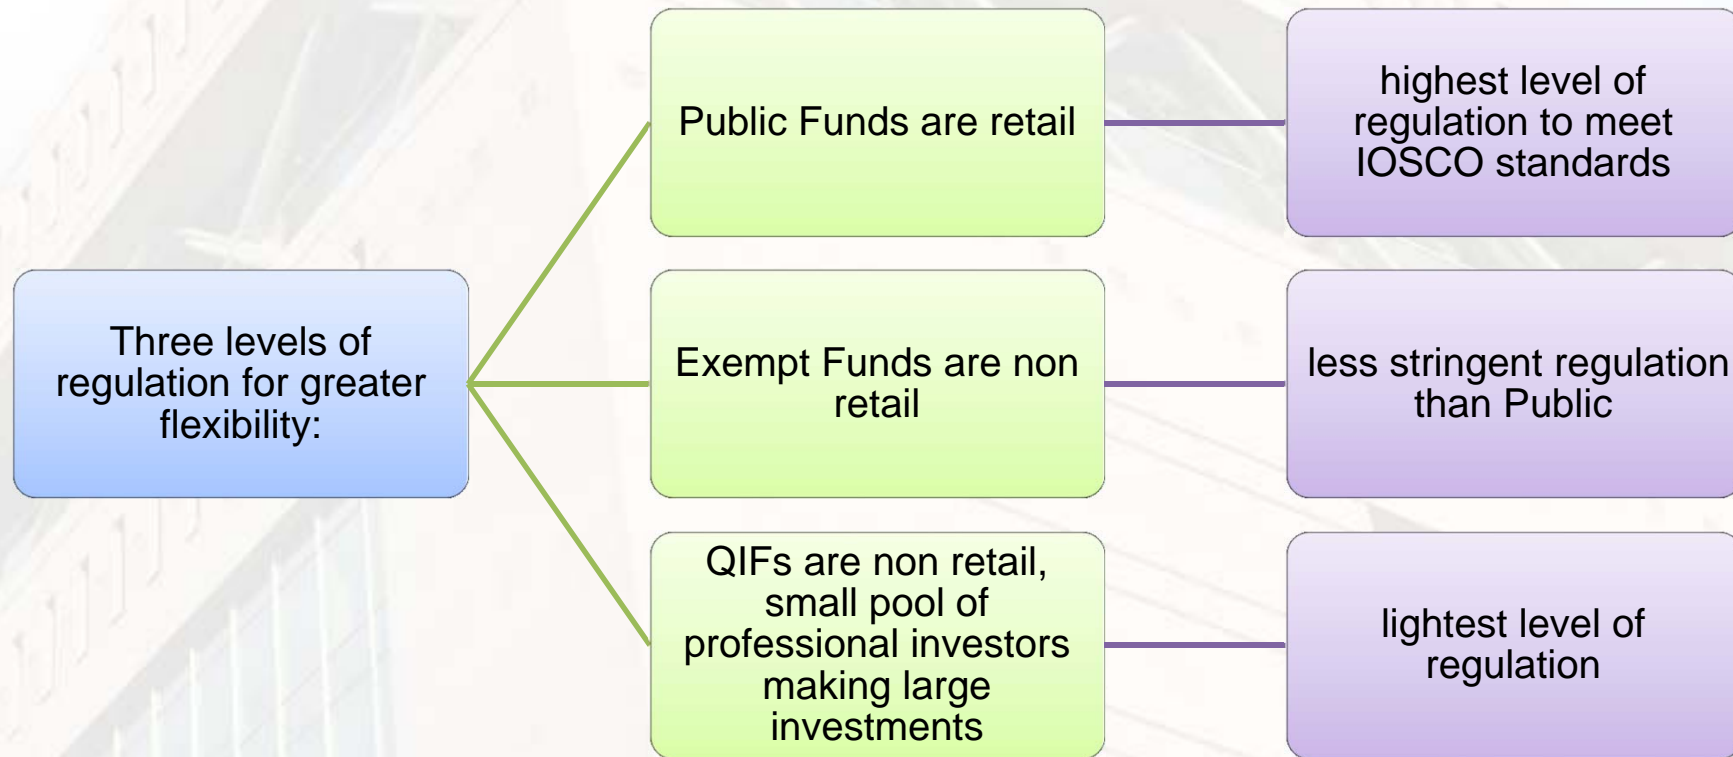 Three levels of
regulation for greater
flexibility:
Public Funds are retail
highest level of
regulation to meet
IOSCO standards
Exempt Funds are non
retail
less stringent regulation
than Public
QIFs are non retail,
small pool of
professional investors
making large
investments
lightest level of
regulation